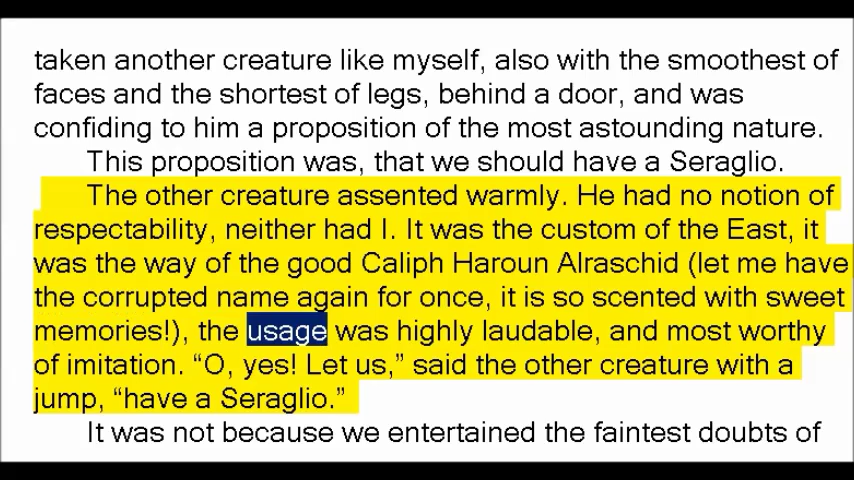 taken another creature like myself, also with the smoothest of
faces and the shortest of legs, behind a door, and was
confiding to him a proposition of the most astounding nature.
This proposition was, that we should have a Seraglio.
The other creature assented warmly. He had no notion of
respectability, neither had I. It was the custom of the East, it
was the way of the good Caliph Haroun Alraschid (let me have
the corrupted name again for once, it is so scented with sweet
memories!), the usage was highly laudable, and most worthy
of imitation. “O, yes! Let us,” said the other creature with a
jump, “have a Seraglio.”
It was not because we entertained the faintest doubts of